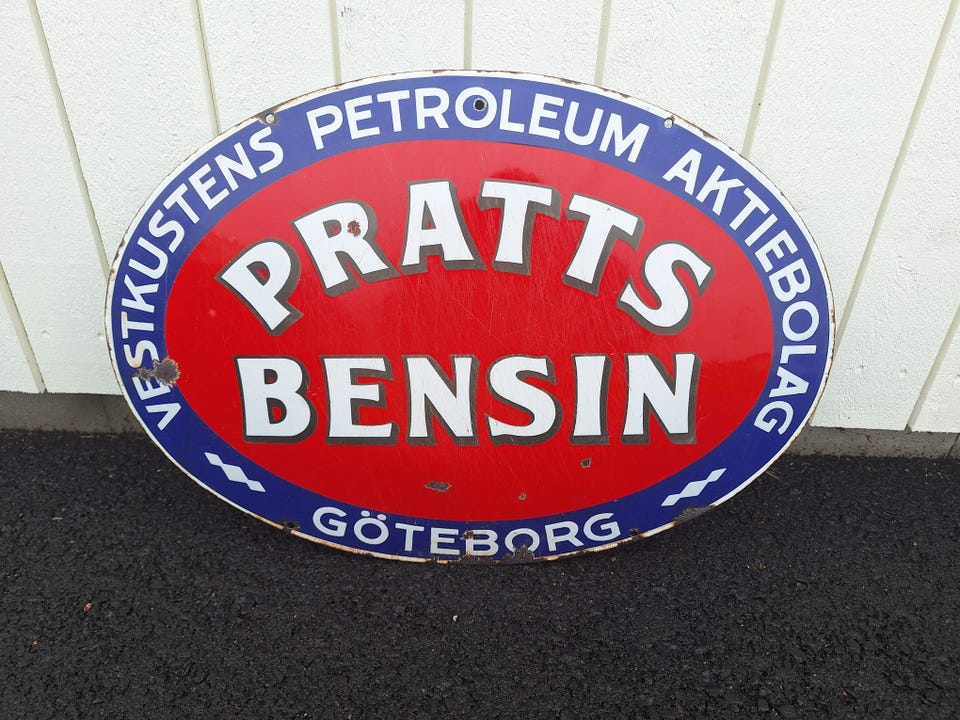 VESTKUSTENS PETROLEUM AKTIEBOLAG
PRATTS
BENSIN
GÖTEBORG